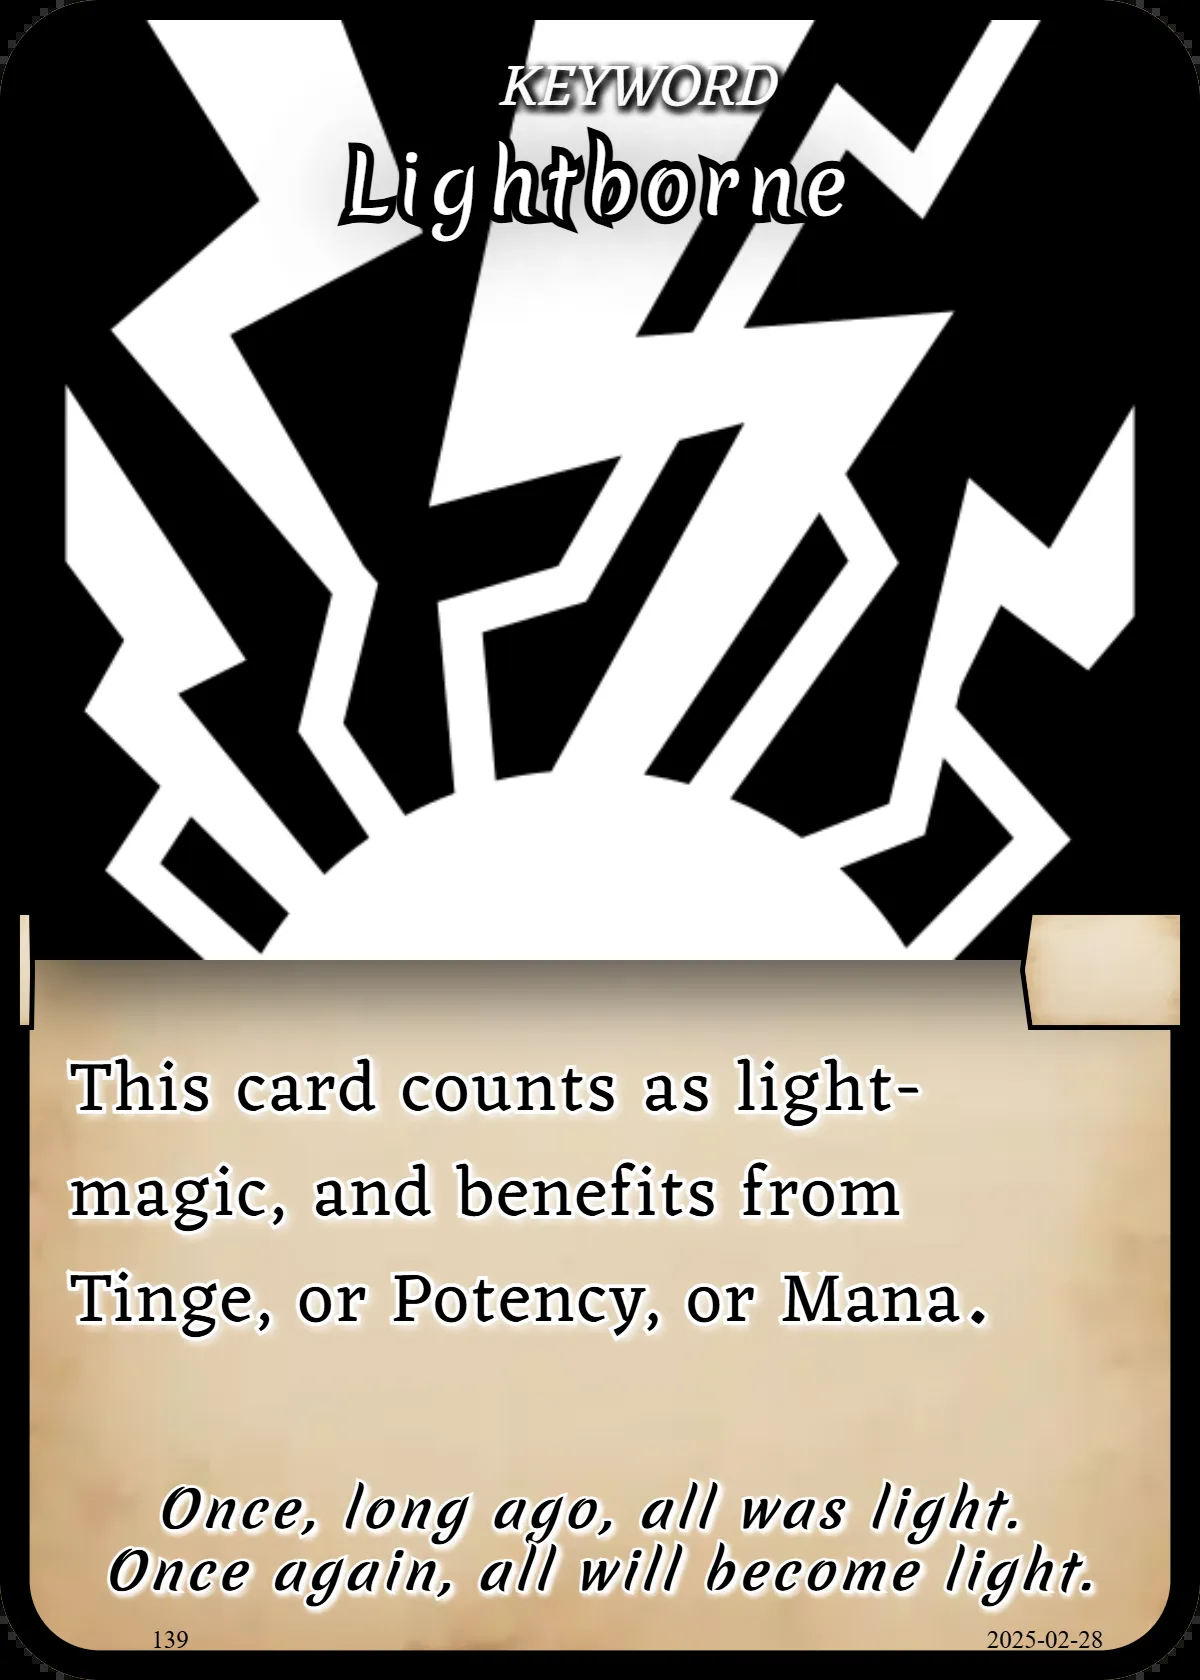 KEYWORD
Lightborne
This card counts as light-
magic, and benefits from
Tinge, or Potency, or Mana.
Once, long ago, all was light.
Once again, all will become light.
139
2025-02-28